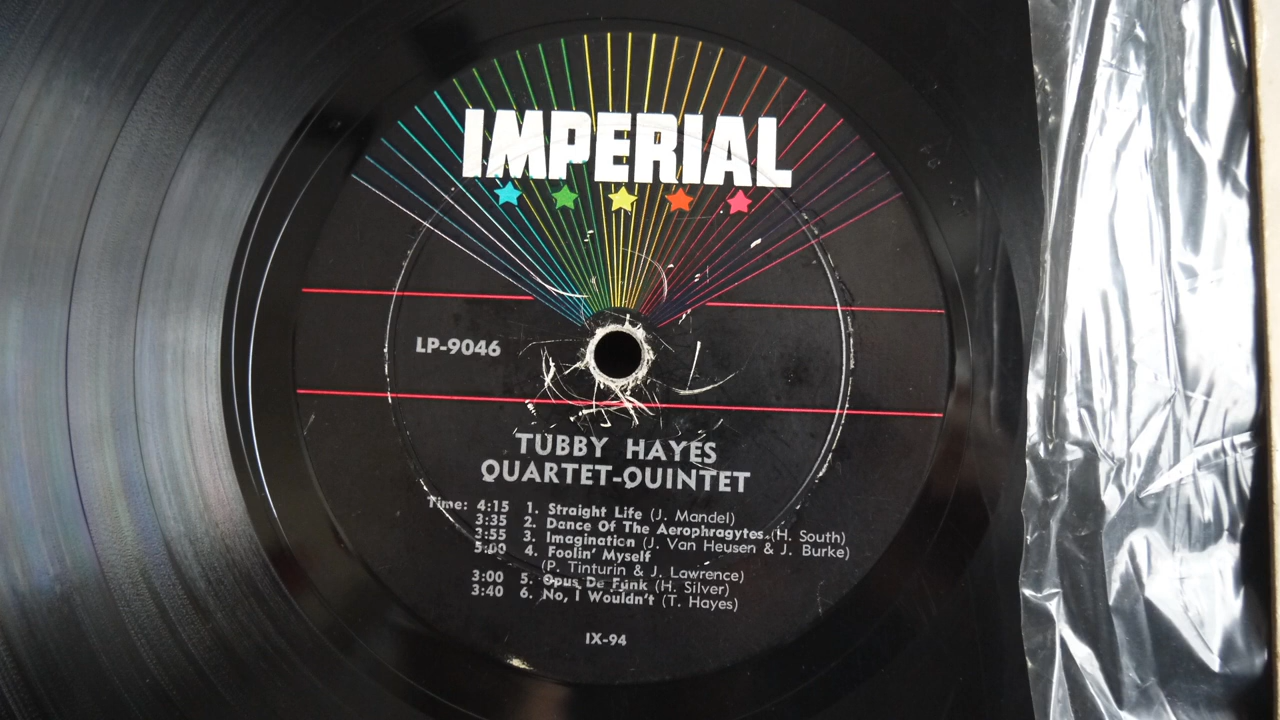 IMPERIAL
LP-9046
TUBBY HAYES
QUARTET-QUINTET
Time: 4:15 1. Straight Life (J. Mandel)
3:35 2. Dance Of The Aerophragytes (H. South)
3:55 3. Imagination (J. Van Heusen & J. Burke)
5:00 4. Foolin' Myself
(P. Tinturin & J. Lawrence)
3:00 5. Opus De Funk (H. Silver)
3:40 6. No, I Wouldn't (T. Hayes)
IX-94